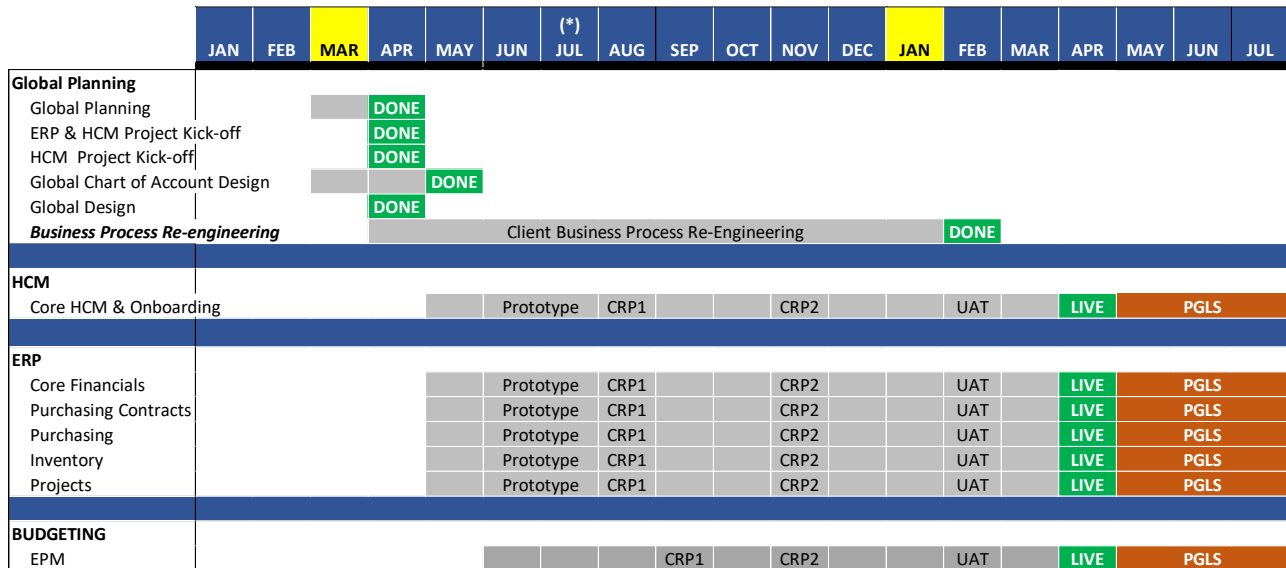 (*)
JAN FEB MAR APR MAY JUN JUL AUG SEP OCT NOV DEC JAN FEB MAR APR MAY JUN JUL
Global Planning
Global Planning DONE
ERP & HCM Project Kick-off DONE
HCM Project Kick-off DONE
Global Chart of Account Design DONE
Global Design DONE
Business Process Re-engineering Client Business Process Re-Engineering DONE
HCM
Core HCM & Onboarding Prototype CRP1 CRP2 UAT LIVE PGLS
ERP
Core Financials Prototype CRP1 CRP2 UAT LIVE PGLS
Purchasing Contracts Prototype CRP1 CRP2 UAT LIVE PGLS
Purchasing Prototype CRP1 CRP2 UAT LIVE PGLS
Inventory Prototype CRP1 CRP2 UAT LIVE PGLS
Projects Prototype CRP1 CRP2 UAT LIVE PGLS
BUDGETING
EPM CRP1 CRP2 UAT LIVE PGLS